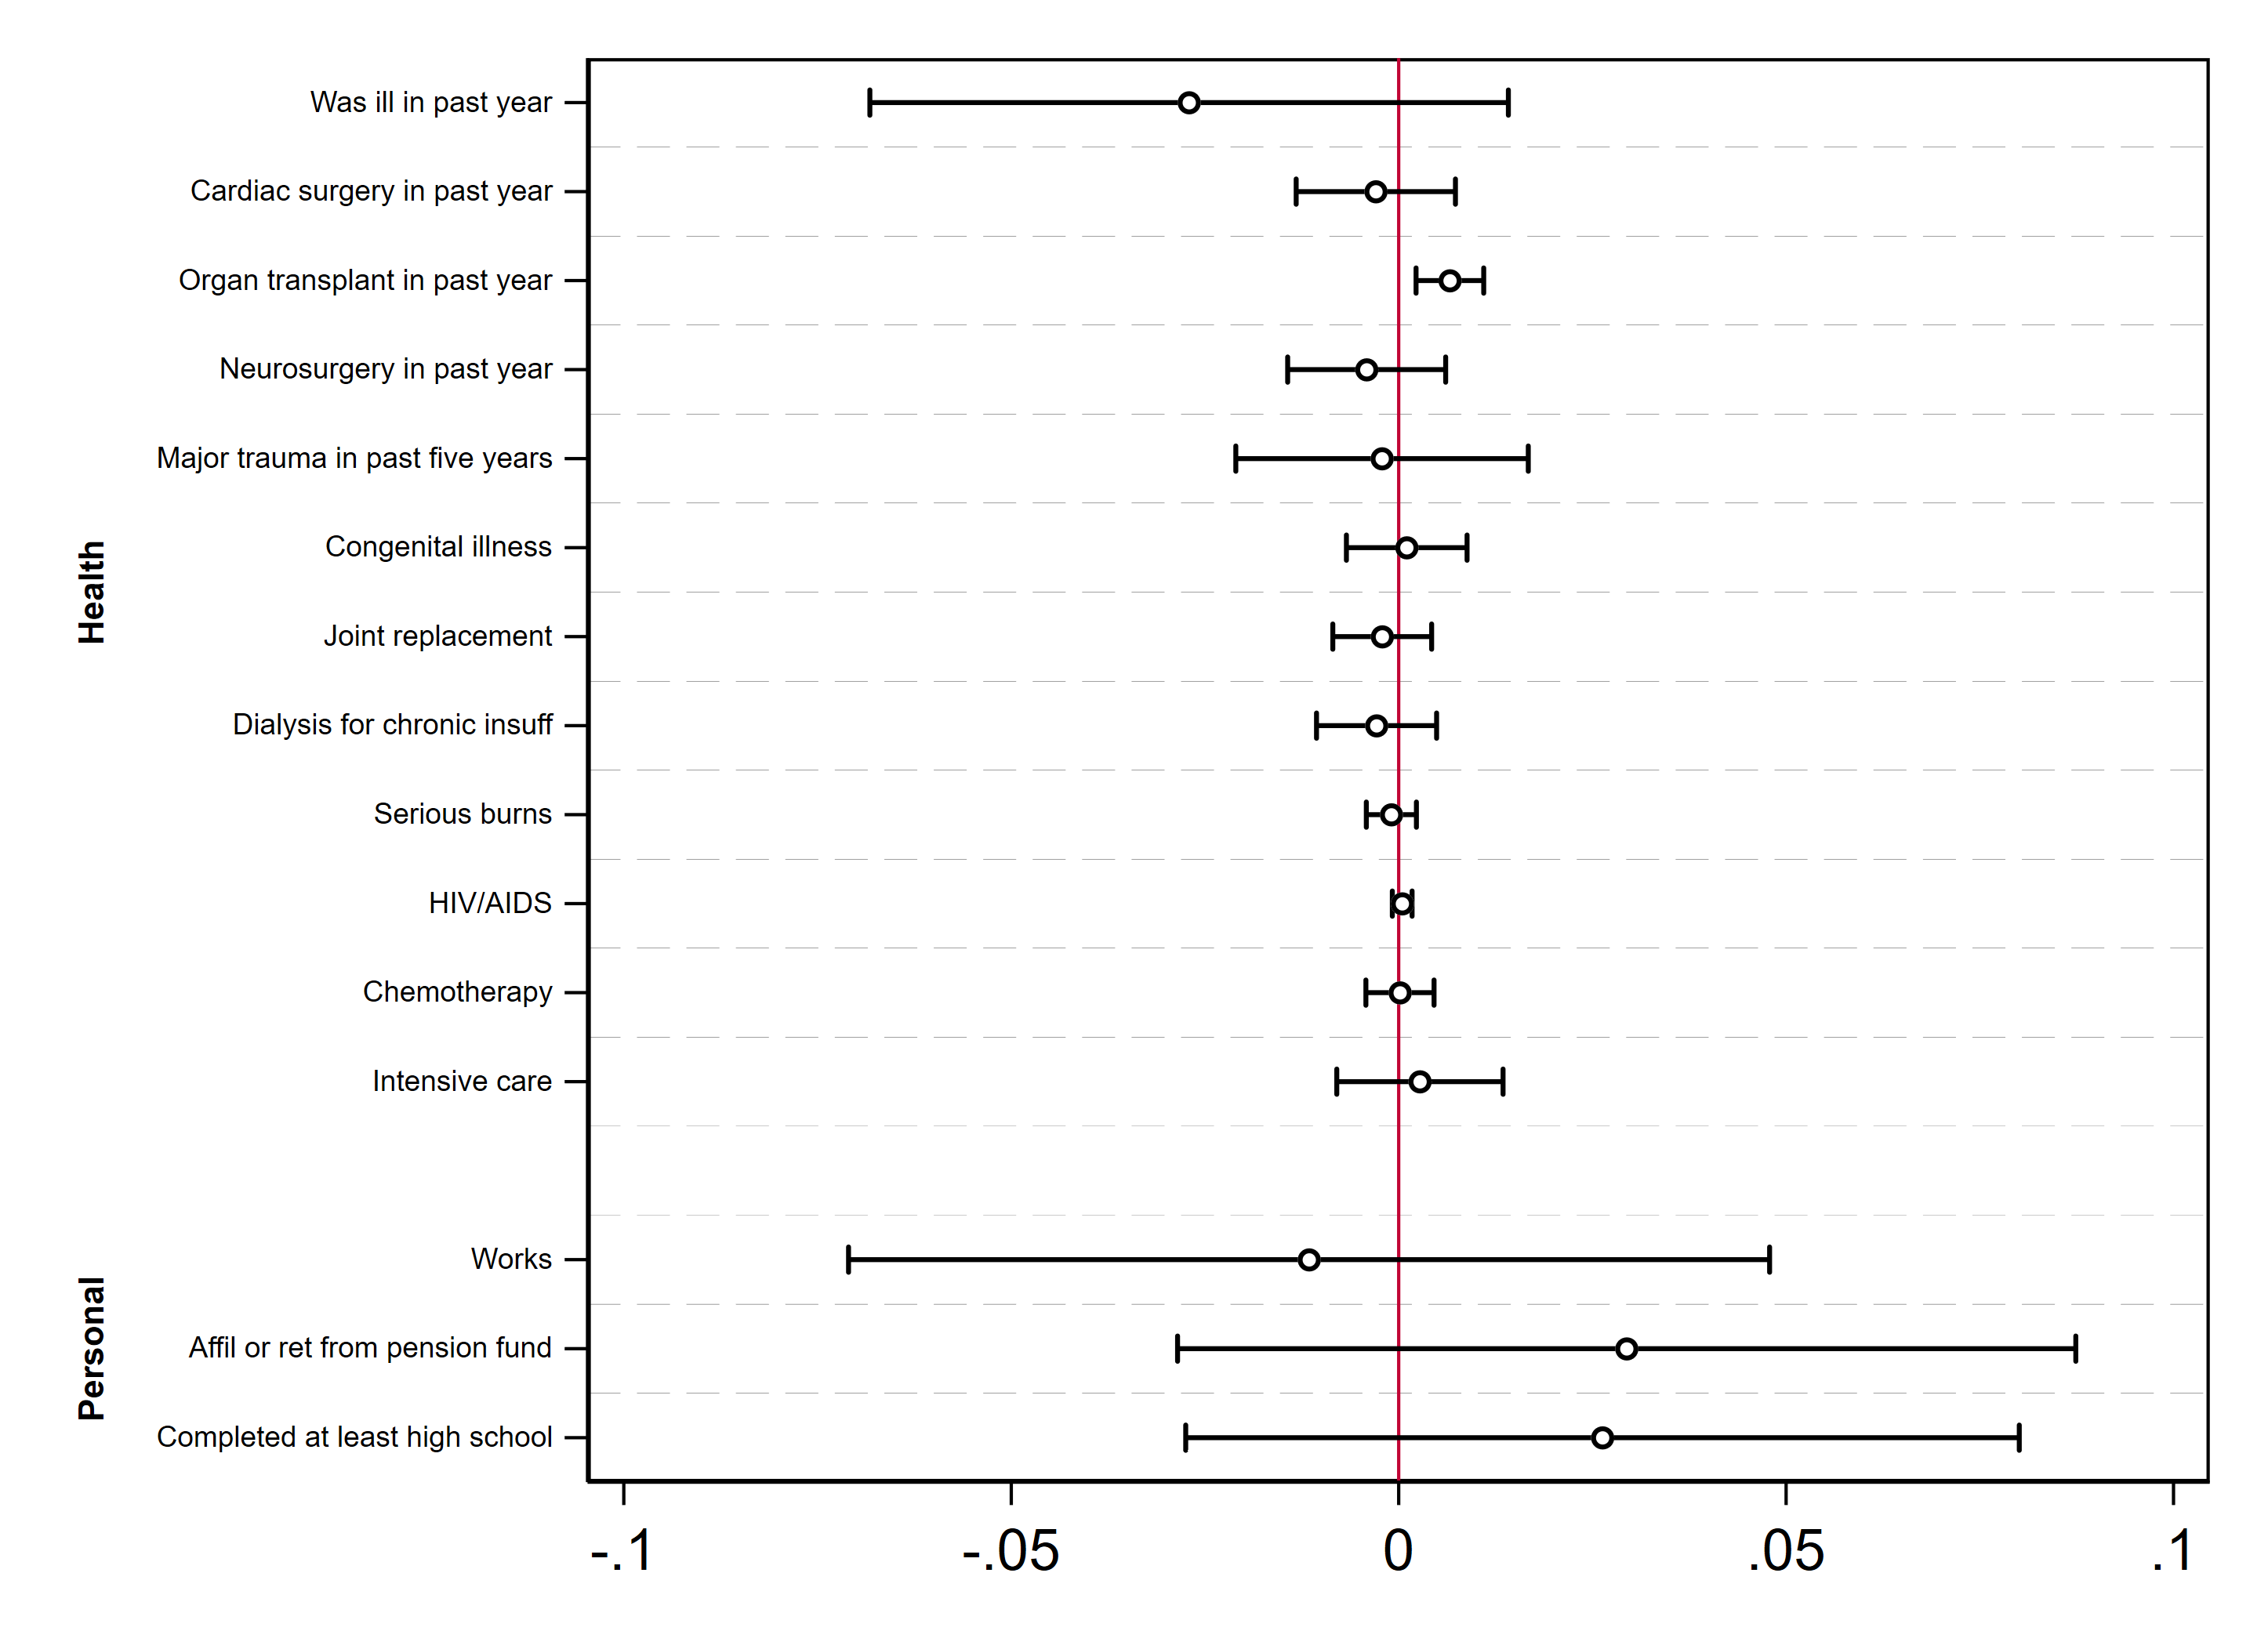 Health
Was ill in past year
Cardiac surgery in past year
Organ transplant in past year
Neurosurgery in past year
Major trauma in past five years
Congenital illness
Joint replacement
Dialysis for chronic insuff
Serious burns
HIV/AIDS
Chemotherapy
Intensive care
Personal
Works
Affil or ret from pension fund
Completed at least high school
-.1 -.05 0 .05 .1